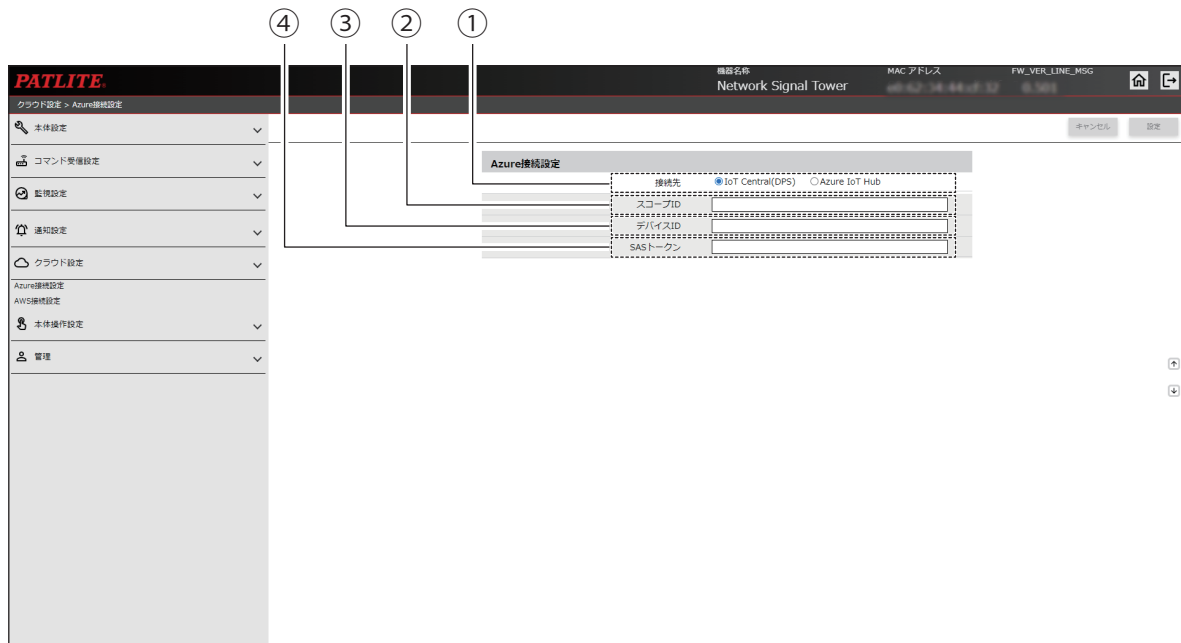 ④ ③ ② ①
PATLITE
機器名称 MAC アドレス FW_VER_LINE_MSG
Network Signal Tower
クラウド設定 > Azure接続設定
キャンセル 設定
本体設定
コマンド受信設定
監視設定
通知設定
クラウド設定
Azure接続設定
AWS接続設定
本体操作設定
管理
Azure接続設定
接続先 IoT Central(DPS) Azure IoT Hub
スコープID
デバイスID
SASトークン